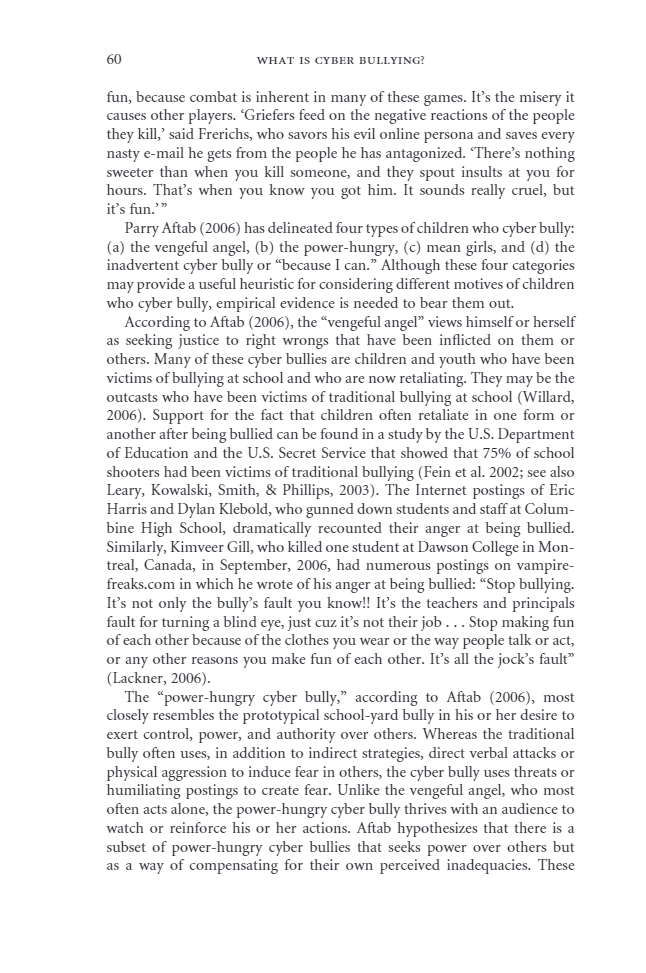 60 WHAT IS CYBER BULLYING?
fun, because combat is inherent in many of these games. It’s the misery it
causes other players. ‘Griefers feed on the negative reactions of the people
they kill,’ said Frerichs, who savors his evil online persona and saves every
nasty e-mail he gets from the people he has antagonized. ‘There’s nothing
sweeter than when you kill someone, and they spout insults at you for
hours. That’s when you know you got him. It sounds really cruel, but
it’s fun.’”
Parry Aftab (2006) has delineated four types of children who cyber bully:
(a) the vengeful angel, (b) the power-hungry, (c) mean girls, and (d) the
inadvertent cyber bully or “because I can.” Although these four categories
may provide a useful heuristic for considering different motives of children
who cyber bully, empirical evidence is needed to bear them out.
According to Aftab (2006), the “vengeful angel” views himself or herself
as seeking justice to right wrongs that have been inflicted on them or
others. Many of these cyber bullies are children and youth who have been
victims of bullying at school and who are now retaliating. They may be the
outcasts who have been victims of traditional bullying at school (Willard,
2006). Support for the fact that children often retaliate in one form or
another after being bullied can be found in a study by the U.S. Department
of Education and the U.S. Secret Service that showed that 75% of school
shooters had been victims of traditional bullying (Fein et al. 2002; see also
Leary, Kowalski, Smith, & Phillips, 2003). The Internet postings of Eric
Harris and Dylan Klebold, who gunned down students and staff at Colum-
bine High School, dramatically recounted their anger at being bullied.
Similarly, Kimveer Gill, who killed one student at Dawson College in Mon-
treal, Canada, in September, 2006, had numerous postings on vampire-
freaks.com in which he wrote of his anger at being bullied: “Stop bullying.
It’s not only the bully’s fault you know!! It’s the teachers and principals
fault for turning a blind eye, just cuz it’s not their job . . . Stop making fun
of each other because of the clothes you wear or the way people talk or act,
or any other reasons you make fun of each other. It’s all the jock’s fault”
(Lackner, 2006).
The “power-hungry cyber bully,” according to Aftab (2006), most
closely resembles the prototypical school-yard bully in his or her desire to
exert control, power, and authority over others. Whereas the traditional
bully often uses, in addition to indirect strategies, direct verbal attacks or
physical aggression to induce fear in others, the cyber bully uses threats or
humiliating postings to create fear. Unlike the vengeful angel, who most
often acts alone, the power-hungry cyber bully thrives with an audience to
watch or reinforce his or her actions. Aftab hypothesizes that there is a
subset of power-hungry cyber bullies that seeks power over others but
as a way of compensating for their own perceived inadequacies. These